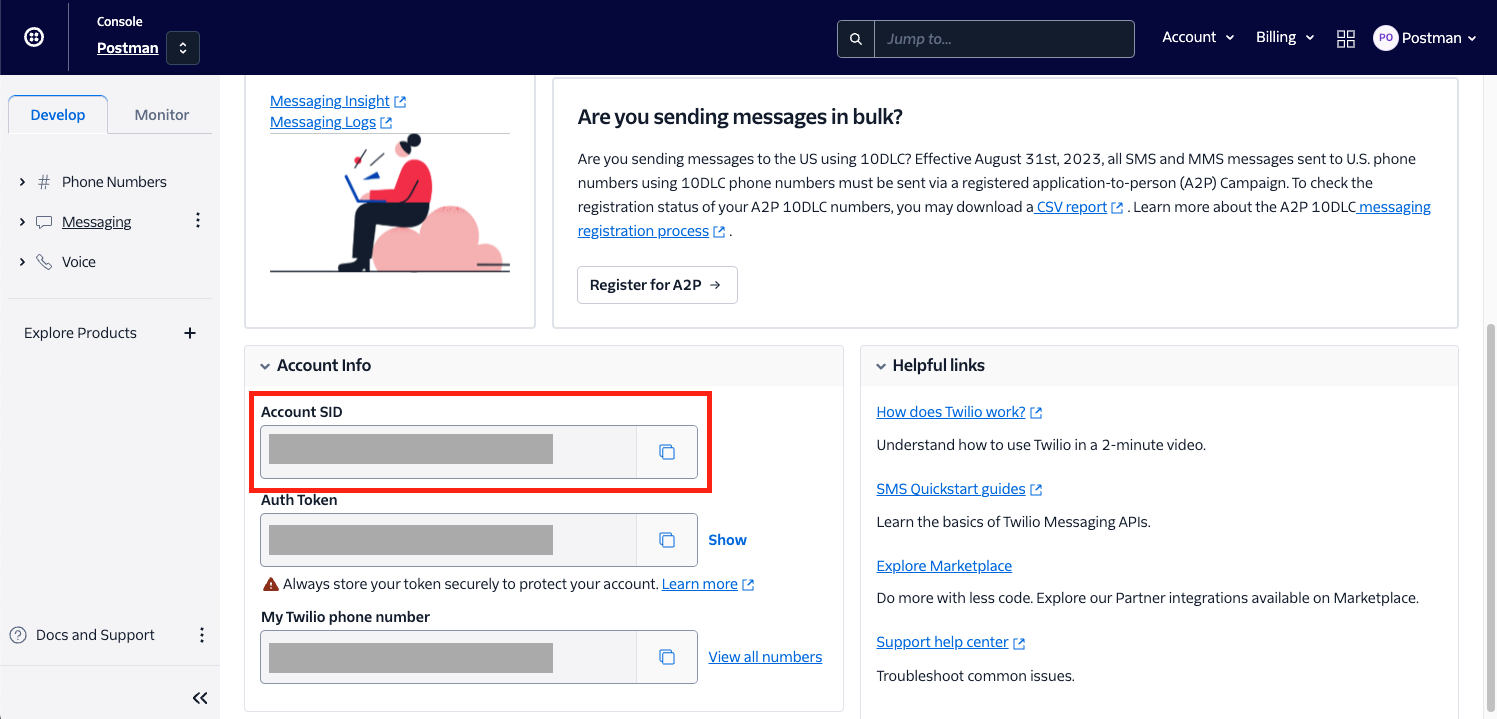 Console
Postman
Jump to...
Account
Billing
PO
Postman
Develop
Monitor
Phone Numbers
Messaging
Voice
Explore Products
Docs and Support
Messaging Insight
Messaging Logs
Are you sending messages in bulk?
Are you sending messages to the US using 10DLC? Effective August 31st, 2023, all SMS and MMS messages sent to U.S. phone
numbers using 10DLC phone numbers must be sent via a registered application-to-person (A2P) Campaign. To check the
registration status of your A2P 10DLC numbers, you may download a CSV report . Learn more about the A2P 10DLC messaging
registration process .
Register for A2P →
Account Info
Account SID
Auth Token
Show
Always store your token securely to protect your account. Learn more
My Twilio phone number
View all numbers
Helpful links
How does Twilio work?
Understand how to use Twilio in a 2-minute video.
SMS Quickstart guides
Learn the basics of Twilio Messaging APIs.
Explore Marketplace
Do more with less code. Explore our Partner integrations available on Marketplace.
Support help center
Troubleshoot common issues.